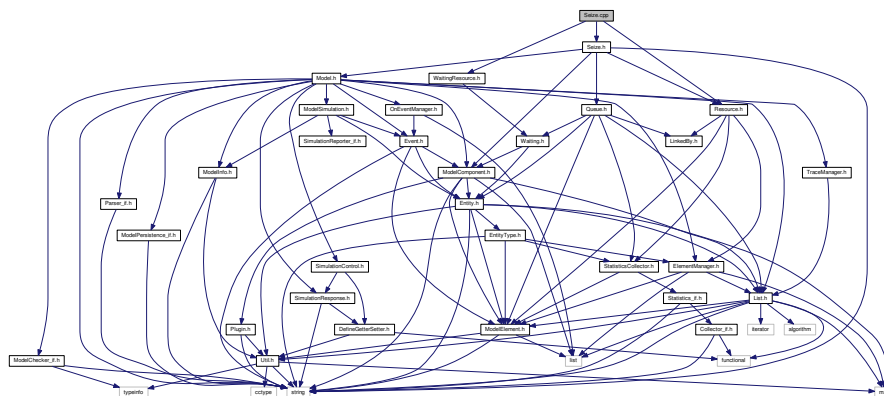 Seize.cpp
Seize.h
Model.h
WaitingResource.h
ModelSimulation.h
OnEventManager.h
Queue.h
Resource.h
SimulationReporter_if.h
Event.h
Waiting.h
LinkedBy.h
ModelInfo.h
ModelComponent.h
TraceManager.h
Parser_if.h
Entity.h
ModelPersistence_if.h
EntityType.h
SimulationControl.h
StatisticsCollector.h
ElementManager.h
SimulationResponse.h
Statistics_if.h
List.h
Plugin.h
DefineGetterSetter.h
ModelElement.h
Collector_if.h
iterator
algorithm
ModelChecker_if.h
Util.h
list
functional
typeinfo
cctype
string